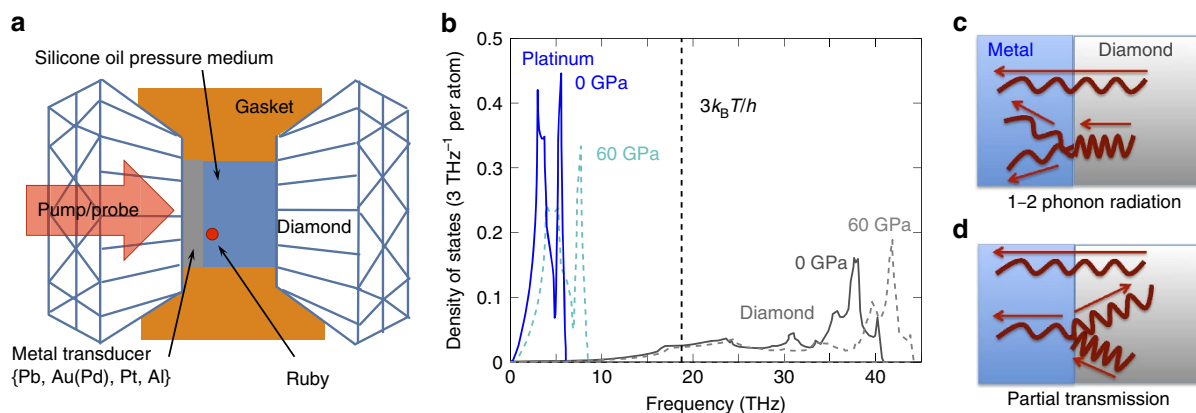 a
Silicone oil pressure medium
Gasket
Pump/probe
Diamond
Metal transducer
{Pb, Au(Pd), Pt, Al}
Ruby
b
0.5
0.4
0.3
0.2
0.1
0
Density of states (3 THz⁻¹ per atom)
Platinum
0 GPa
60 GPa
3k_BT/h
60 GPa
0 GPa
Diamond
0
10
20
30
40
Frequency (THz)
c
Metal
Diamond
1–2 phonon radiation
d
Partial transmission